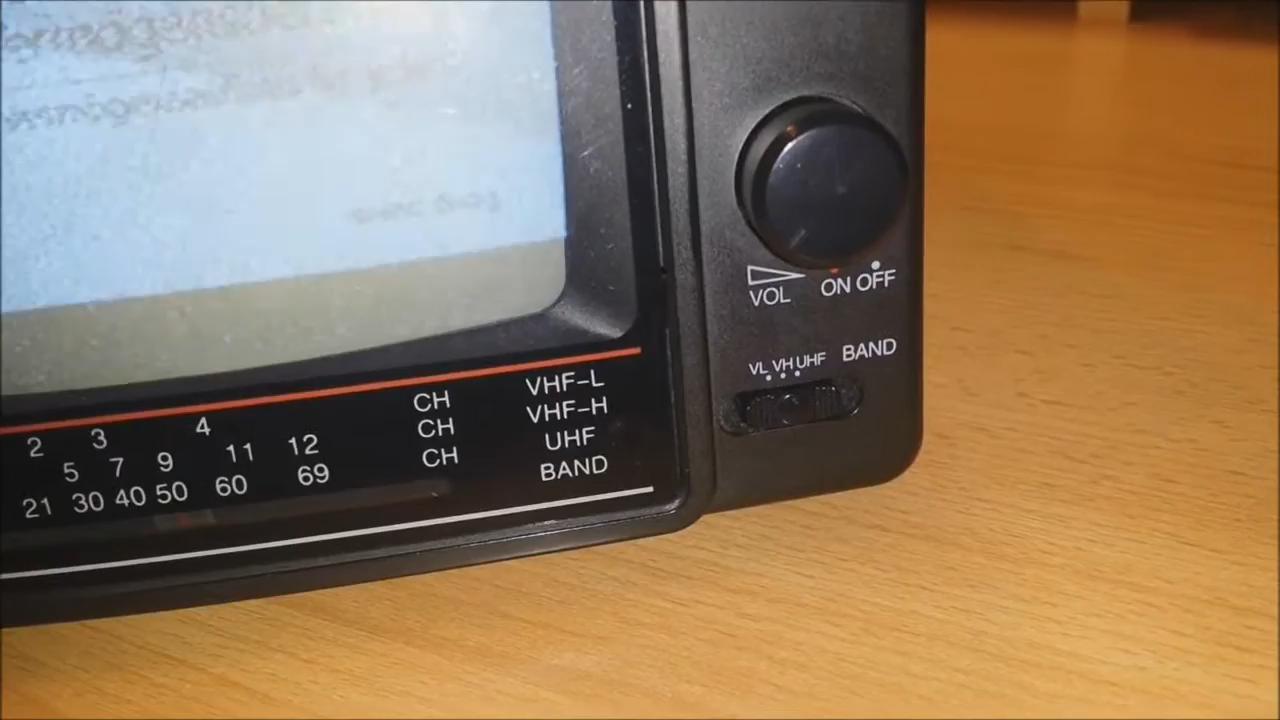 VOL ON OFF
VL VH UHF BAND
2 3 4 CH VHF-L
5 7 9 11 12 CH VHF-H
21 30 40 50 60 69 CH UHF
BAND